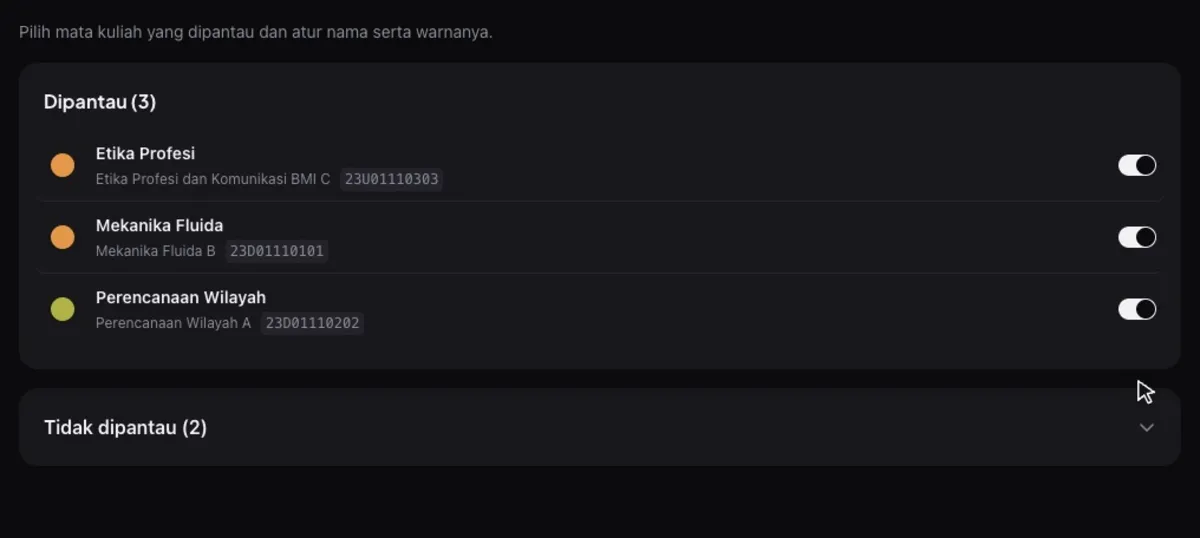 Pilih mata kuliah yang dipantau dan atur nama serta warnanya.
Dipantau (3)
Etika Profesi
Etika Profesi dan Komunikasi BMI C 23U01110303
Mekanika Fluida
Mekanika Fluida B 23D01110101
Perencanaan Wilayah
Perencanaan Wilayah A 23D01110202
Tidak dipantau (2)